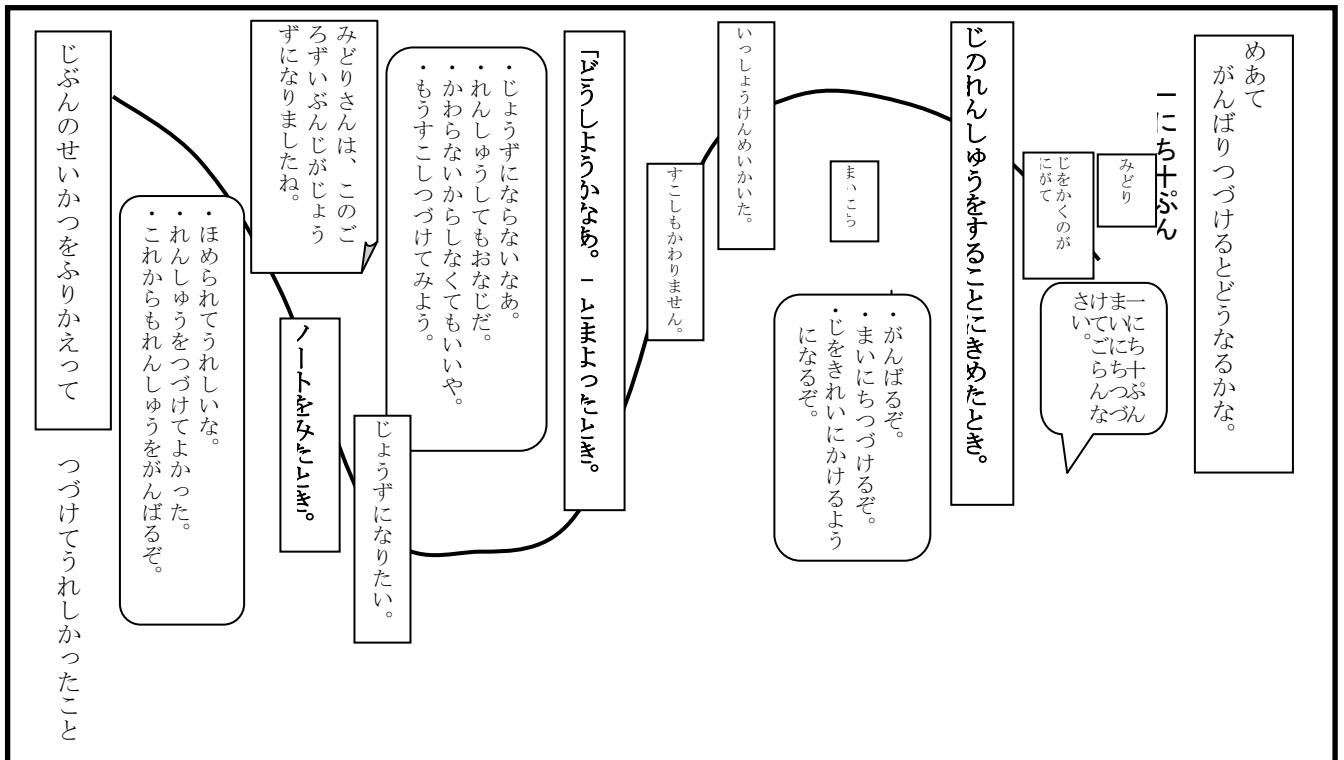 めあて
がんばりつづけるとどうなるかな。
一にち十ぷん
みどり
じをかくのが
にがて
一にち十ぷん
まいにちつづ
けてごらんな
さい。
じのれんしゅうをすることにきめたとき。
・がんばるぞ。
・まいにちつづけるぞ。
・じをきれいにかけるよう
になるぞ。
いっしょうけんめいかいた。
すこしもかわりません。
「どうしようかなあ。」とまよったとき。
・じょうずにならないなあ。
・れんしゅうしてもおなじだ。
・かわらないからしなくてもいいや。
・もうすこしつづけてみよう。
じょうずになりたい。
みどりさんは、このご
ろずいぶんじがじょう
ずになりましたね。
ノートをみたとき。
・ほめられてうれしいな。
・れんしゅうをつづけてよかった。
・これからもれんしゅうをがんばるぞ。
じぶんのせいかつをふりかえって
つづけてうれしかったこと